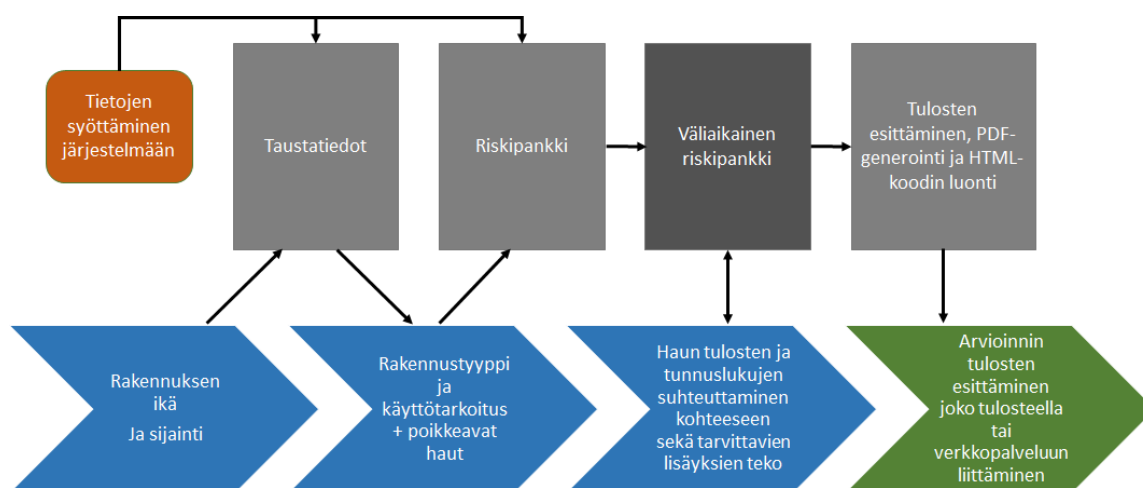 Tietojen
syöttäminen
järjestelmään
Taustatiedot
Riskipankki
Väliaikainen
riskipankki
Tulosten
esittäminen, PDF-
generointi ja HTML-
koodin luonti
Rakennuksen
ikä
Ja sijainti
Rakennustyyppi
ja
käyttötarkoitus
+ poikkeavat
haut
Haun tulosten ja
tunnuslukujen
suhteuttaminen
kohteeseen
sekä tarvittavien
lisäyksien teko
Arvioinnin
tulosten
esittäminen
joko tulosteella
tai
verkkopalveluun
liittäminen